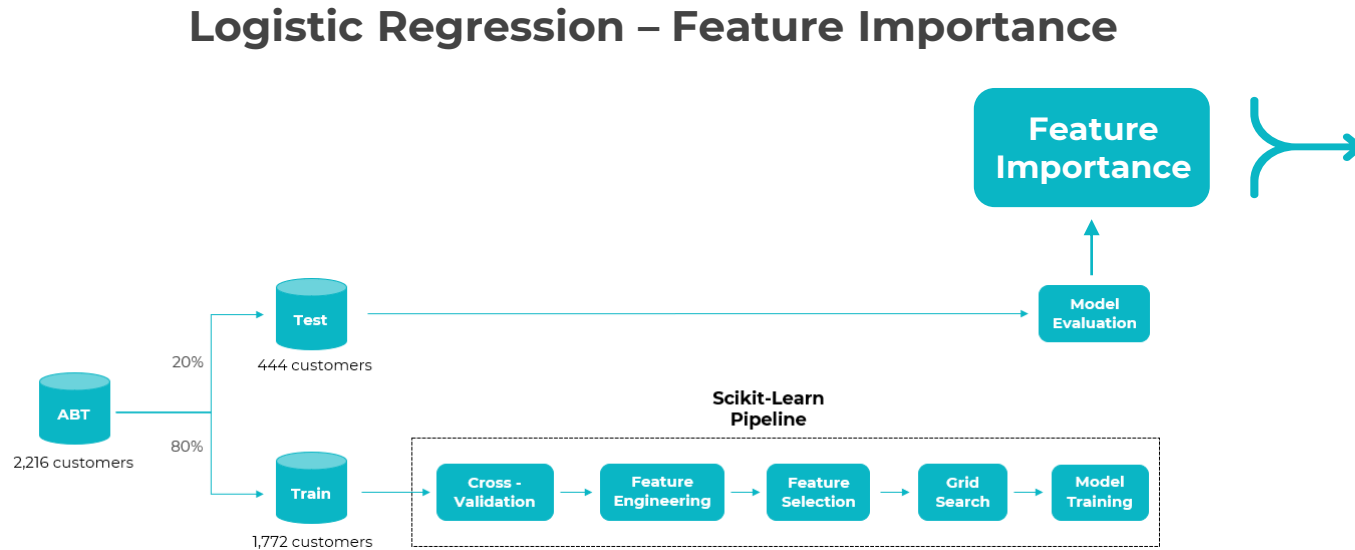 Logistic Regression – Feature Importance
Feature
Importance
Model
Evaluation
Test
444 customers
20%
ABT
2,216 customers
80%
Train
1,772 customers
Scikit-Learn
Pipeline
Cross -
Validation
Feature
Engineering
Feature
Selection
Grid
Search
Model
Training